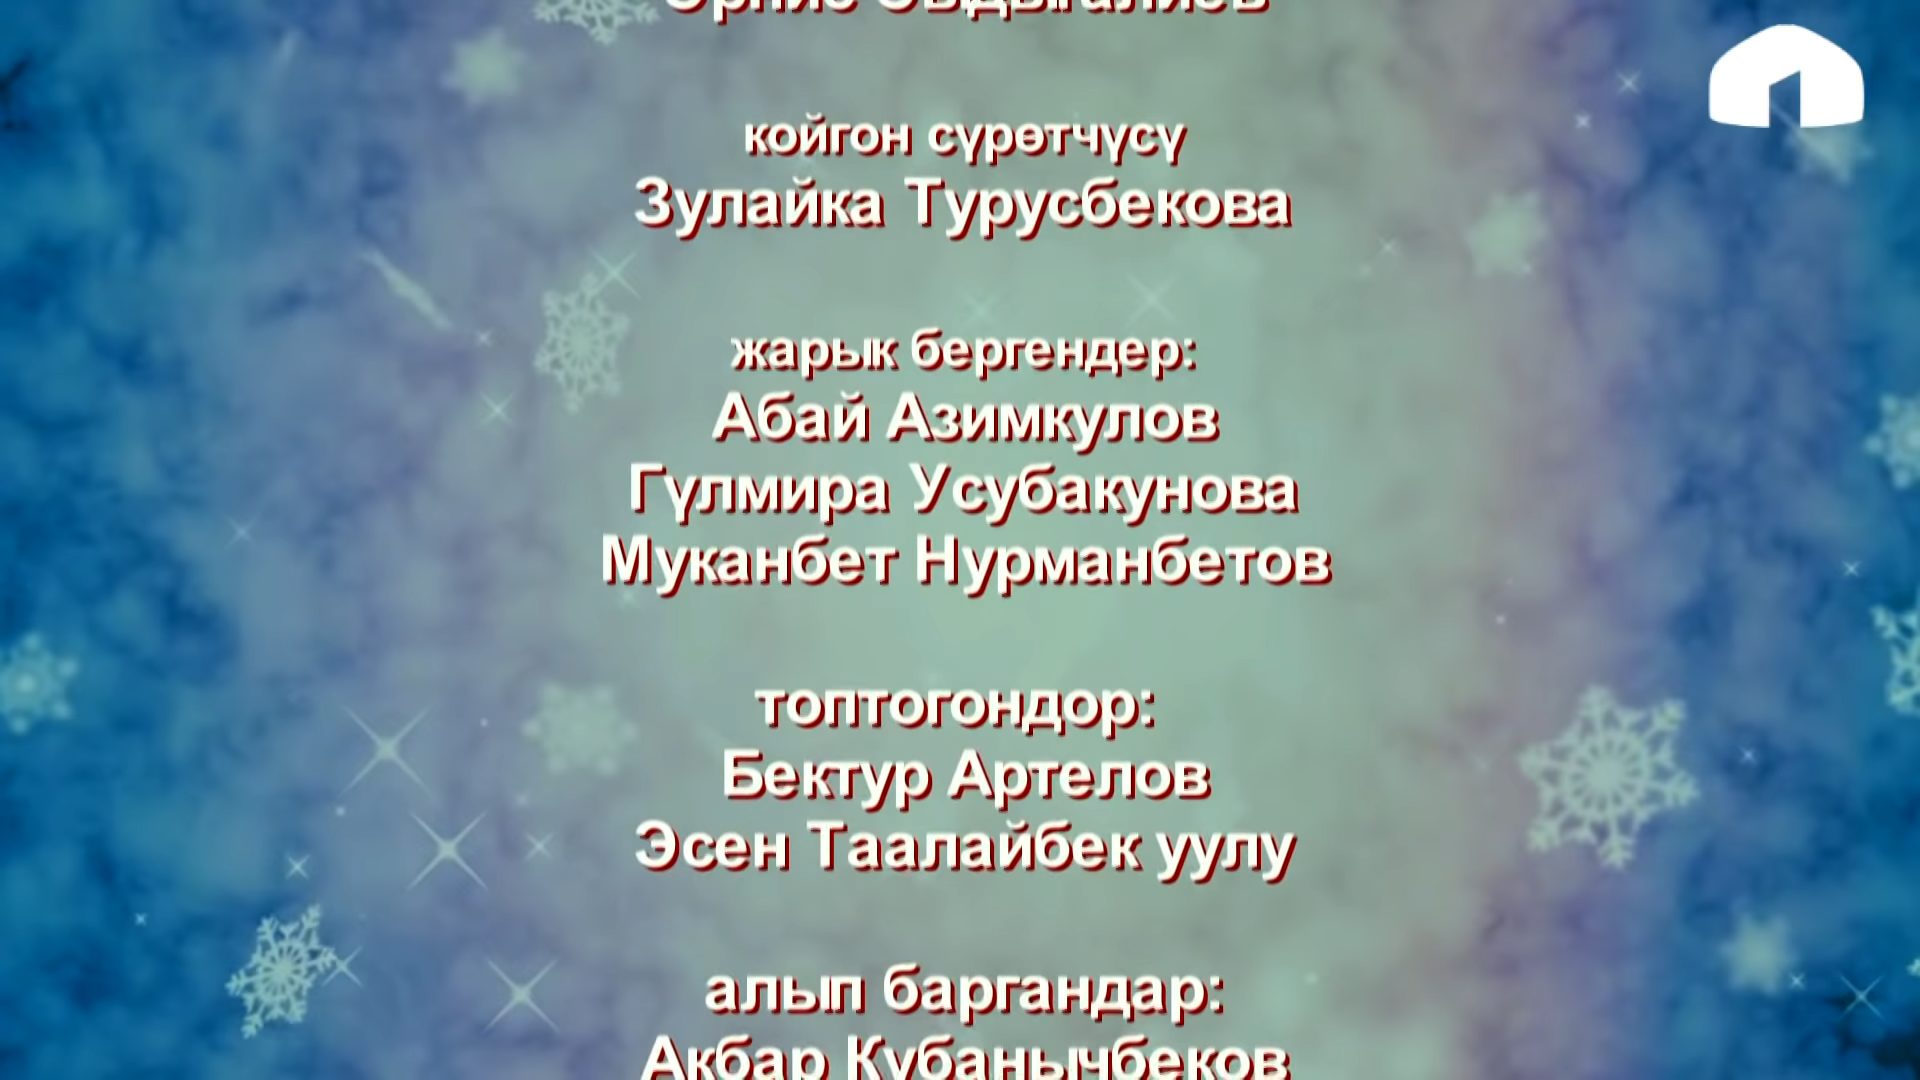 койгон сүрөтчүсү
Зулайка Турусбекова
жарык бергендер:
Абай Азимкулов
Гүлмира Усубакунова
Муканбет Нурманбетов
топтогондор:
Бектур Артелов
Эсен Таалайбек уулу
алып баргандар:
Акбар Кубанычбеков